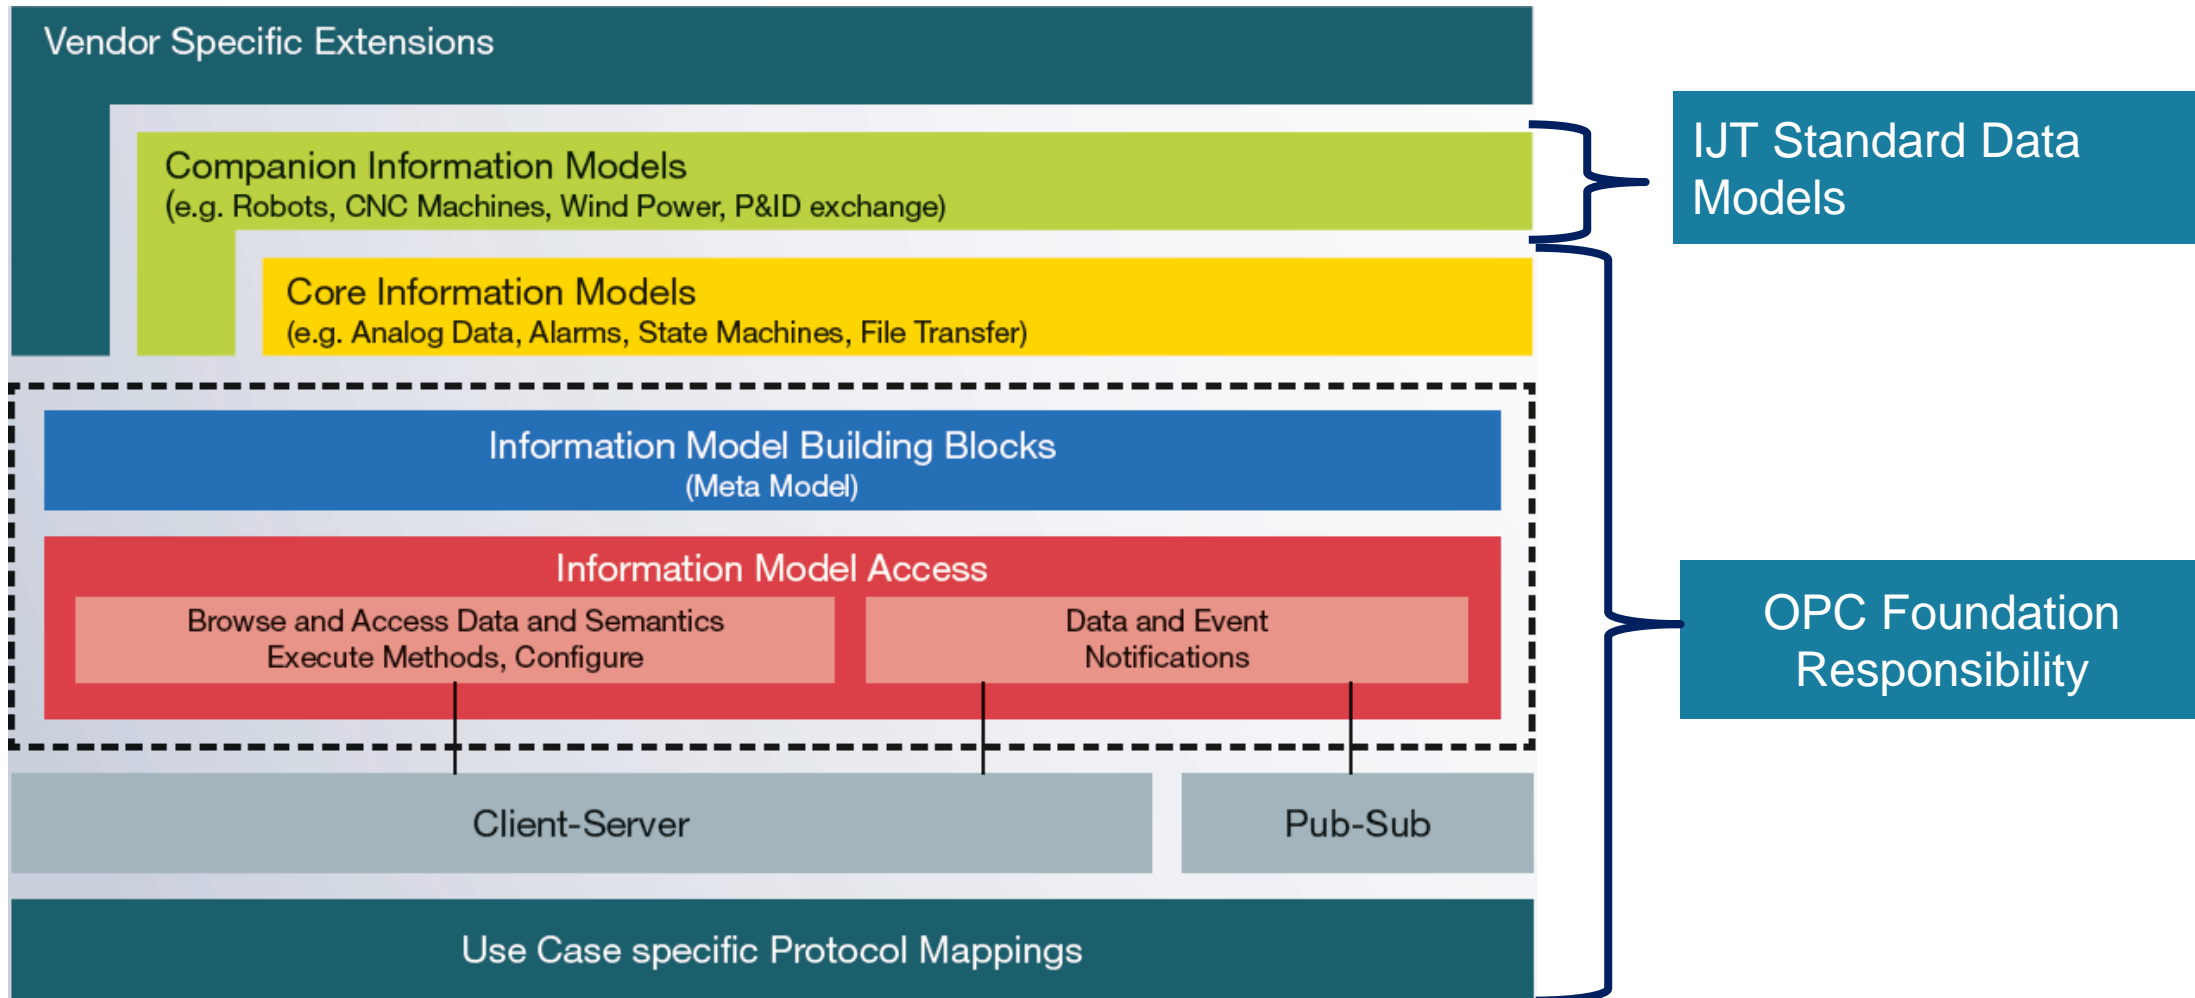 Vendor Specific Extensions
Companion Information Models
(e.g. Robots, CNC Machines, Wind Power, P&ID exchange)
IJT Standard Data
Models
Core Information Models
(e.g. Analog Data, Alarms, State Machines, File Transfer)
Information Model Building Blocks
(Meta Model)
Information Model Access
Browse and Access Data and Semantics
Execute Methods, Configure
Data and Event
Notifications
OPC Foundation
Responsibility
Client-Server
Pub-Sub
Use Case specific Protocol Mappings